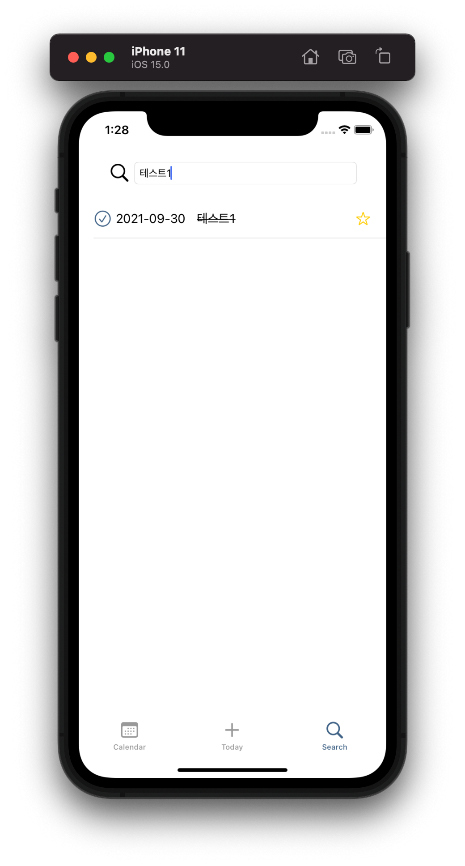 iPhone 11
iOS 15.0
1:28
테스트1
2021-09-30 테스트1
Calendar
Today
Search